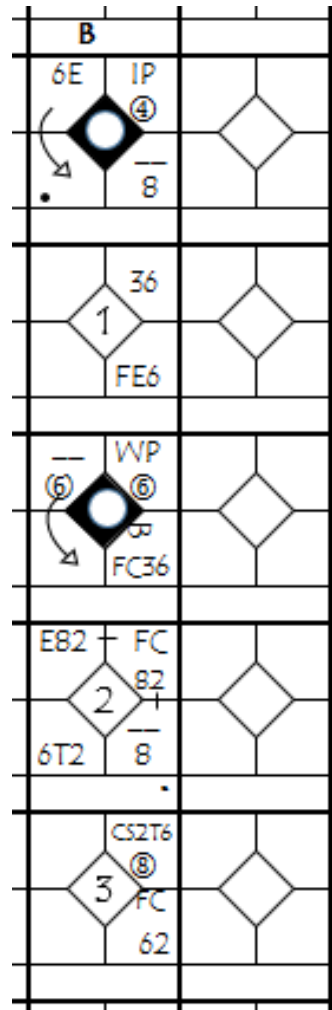 B
6E IP
④
8
36
1
FE6
WP
(6) ⑥
B
FC36
E82 – FC
82
2
6T2 8
CS2T6
⑧
3 FC
62